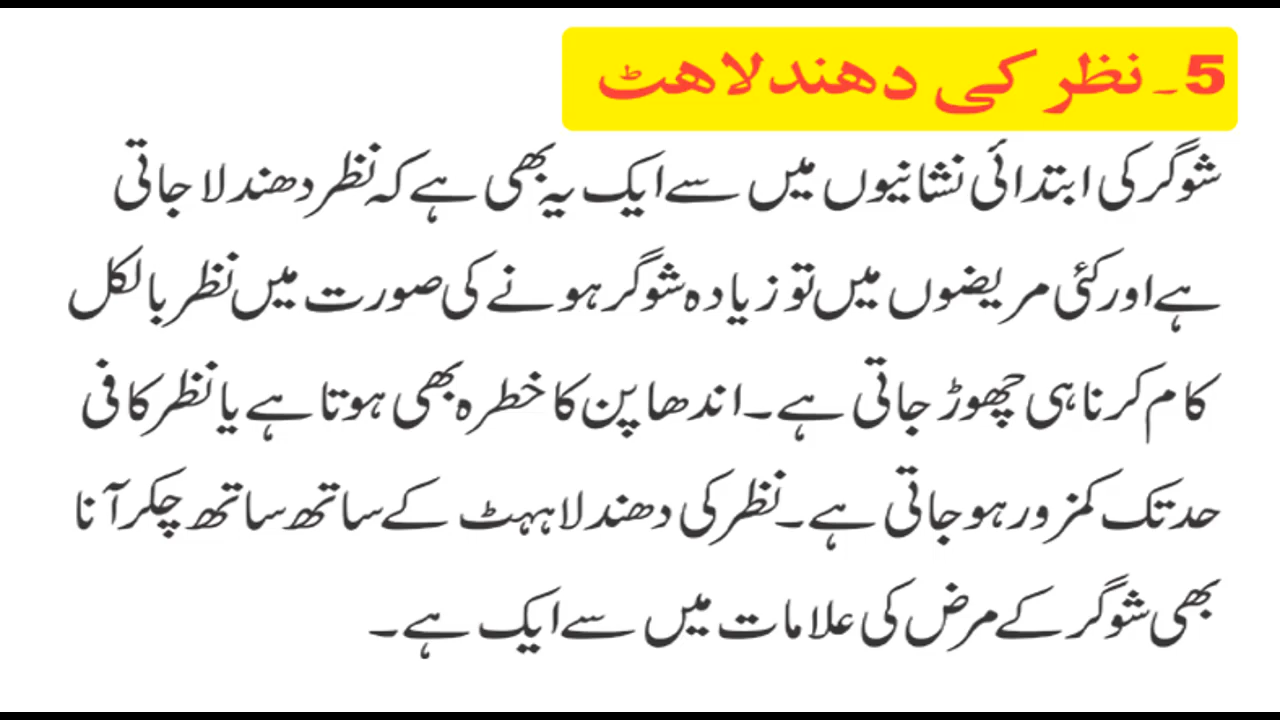 5۔نظر کی دھندلاھٹ
شوگر کی ابتدائی نشانیوں میں سے ایک یہ بھی ہے کہ نظر دھندلا جاتی
ہے اور کئی مریضوں میں تو زیادہ شوگر ہونے کی صورت میں نظر بالکل
کام کرنا ہی چھوڑ جاتی ہے۔ اندھا پن کا خطرہ بھی ہوتا ہے یا نظر کافی
حد تک کمزور ہو جاتی ہے۔ نظر کی دھندلاہہٹ کے ساتھ ساتھ چکر آنا
بھی شوگر کے مرض کی علامات میں سے ایک ہے۔